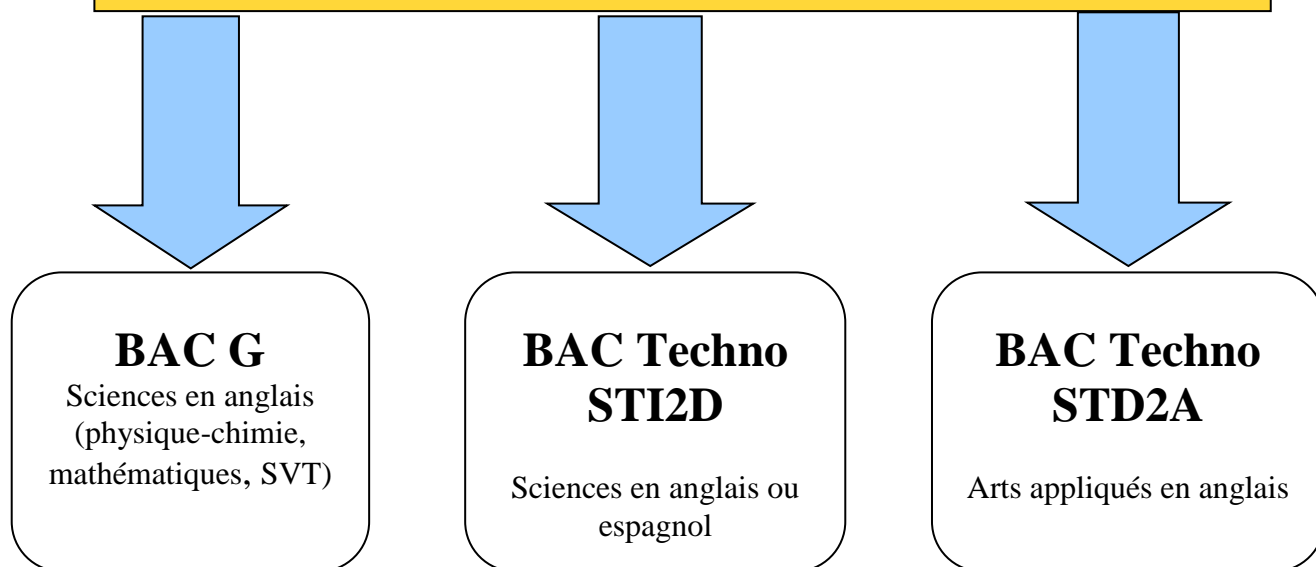 BAC G
Sciences en anglais
(physique-chimie,
mathématiques, SVT)
BAC Techno
STI2D
Sciences en anglais ou
espagnol
BAC Techno
STD2A
Arts appliqués en anglais